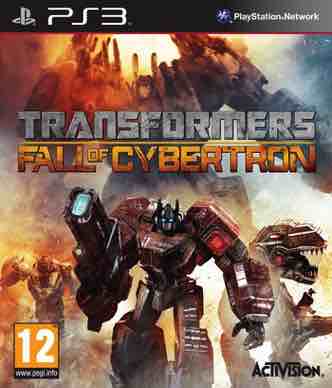 PS3
PlayStation®Network
TRANSFORMERS
FALL OF CYBERTRON
12
www.pegi.info
ACTIVISION